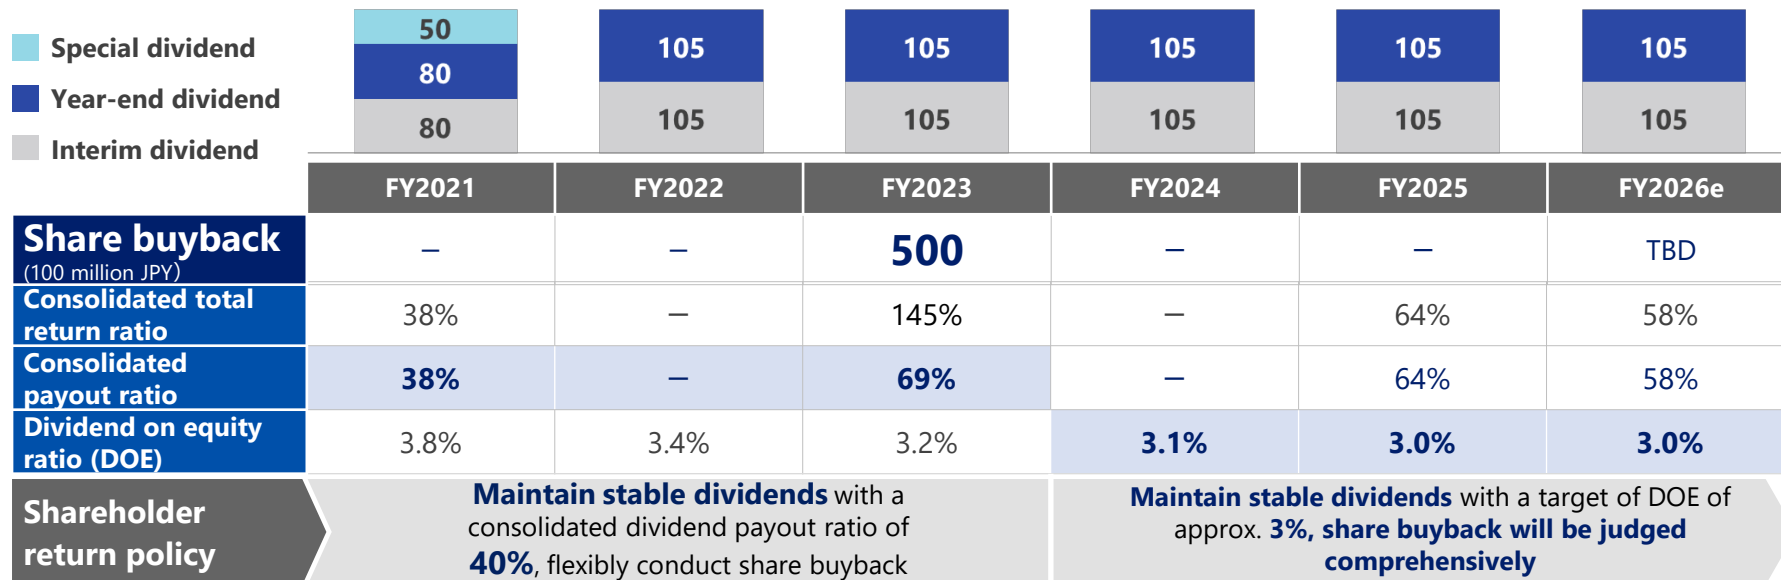 Special dividend
Year-end dividend
Interim dividend
50
80
80
105
105
105
105
105
105
105
105
105
105
FY2021 FY2022 FY2023 FY2024 FY2025 FY2026e
Share buyback
(100 million JPY)
– – 500 – – TBD
Consolidated total
return ratio
38% – 145% – 64% 58%
Consolidated
payout ratio
38% – 69% – 64% 58%
Dividend on equity
ratio (DOE)
3.8% 3.4% 3.2% 3.1% 3.0% 3.0%
Shareholder
return policy
Maintain stable dividends with a
consolidated dividend payout ratio of
40%, flexibly conduct share buyback
Maintain stable dividends with a target of DOE of
approx. 3%, share buyback will be judged
comprehensively